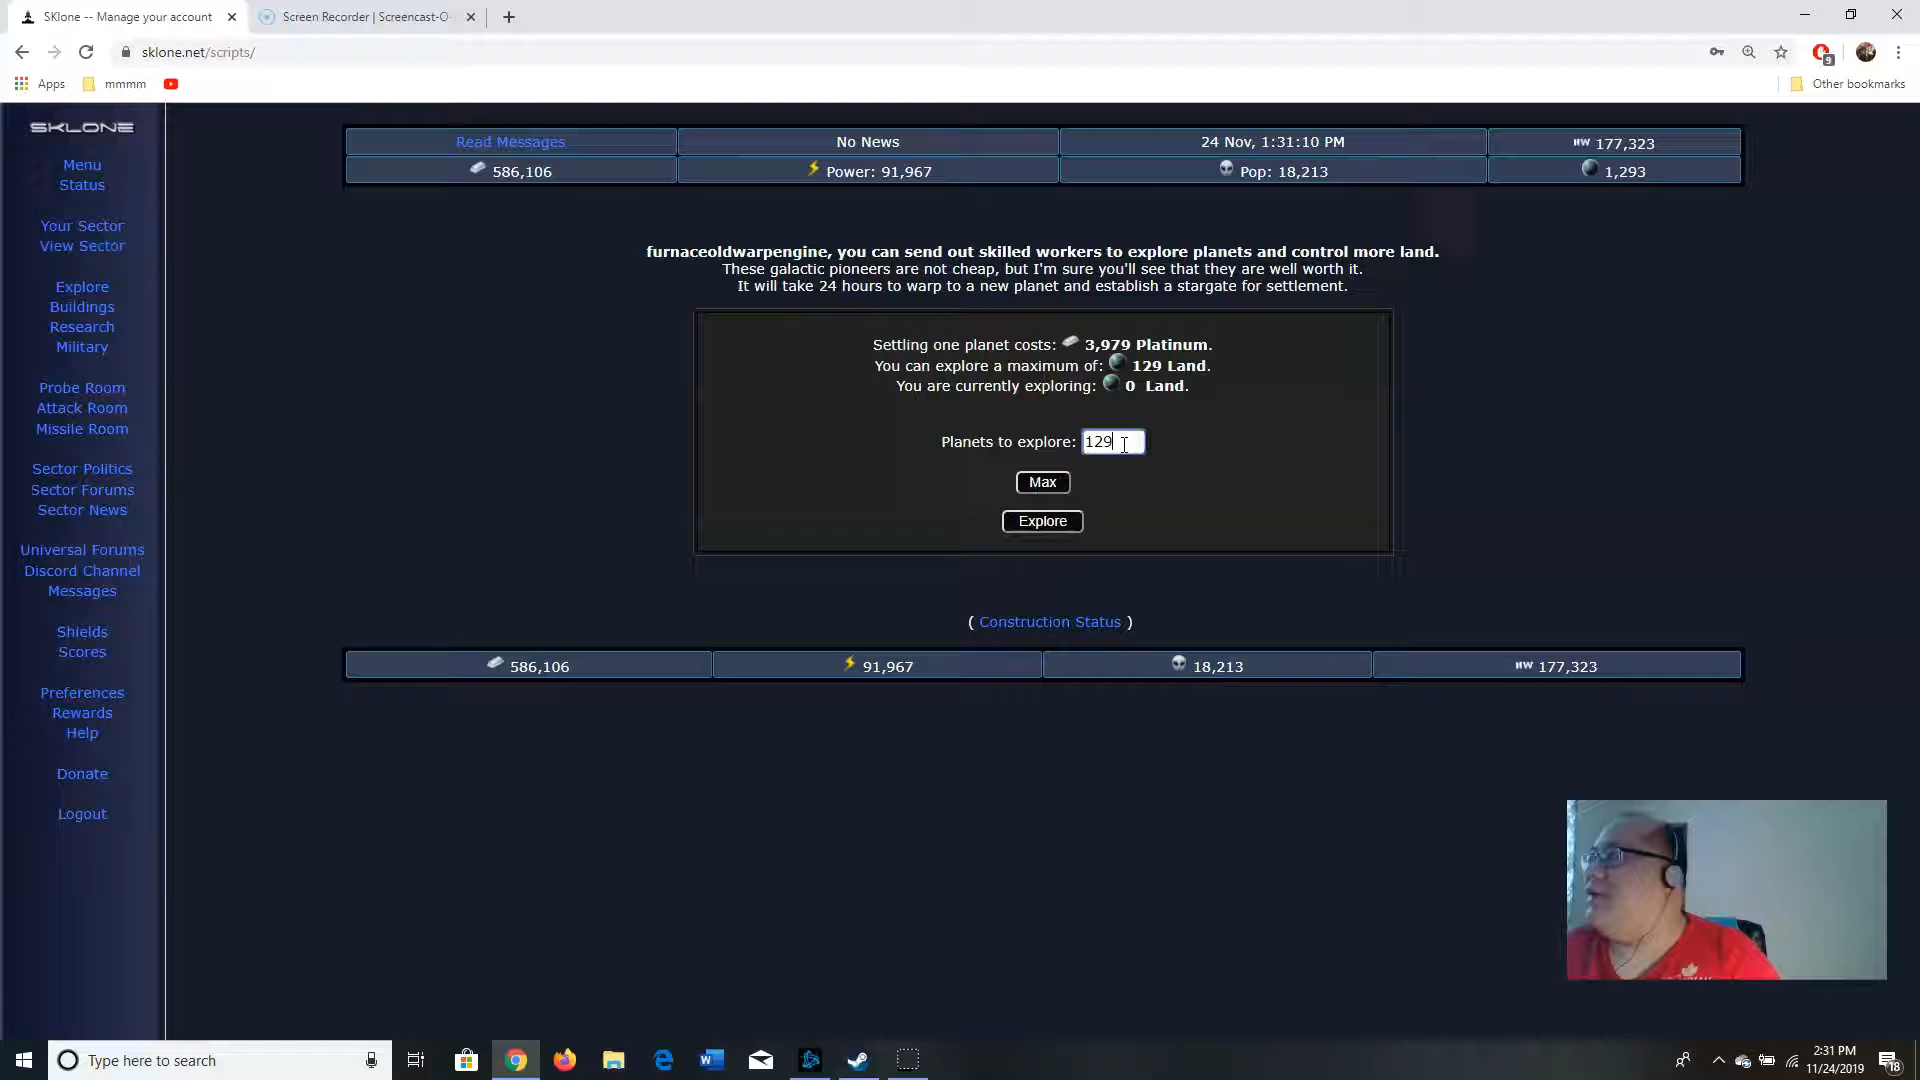 SKlone -- Manage your account
Screen Recorder | Screencast-O-
sklone.net/scripts/
9
Apps
mmmm
Other bookmarks
SKLONE
Menu
Status
Your Sector
View Sector
Explore
Buildings
Research
Military
Probe Room
Attack Room
Missile Room
Sector Politics
Sector Forums
Sector News
Universal Forums
Discord Channel
Messages
Shields
Scores
Preferences
Rewards
Help
Donate
Logout
Read Messages
No News
24 Nov, 1:31:10 PM
NW 177,323
586,106
Power: 91,967
Pop: 18,213
1,293
furnaceoldwarpengine, you can send out skilled workers to explore planets and control more land.
These galactic pioneers are not cheap, but I'm sure you'll see that they are well worth it.
It will take 24 hours to warp to a new planet and establish a stargate for settlement.
Settling one planet costs: 3,979 Platinum.
You can explore a maximum of: 129 Land.
You are currently exploring: 0 Land.
Planets to explore: 129
Max
Explore
( Construction Status )
586,106
91,967
18,213
NW 177,323
Type here to search
2:31 PM
11/24/2019
18